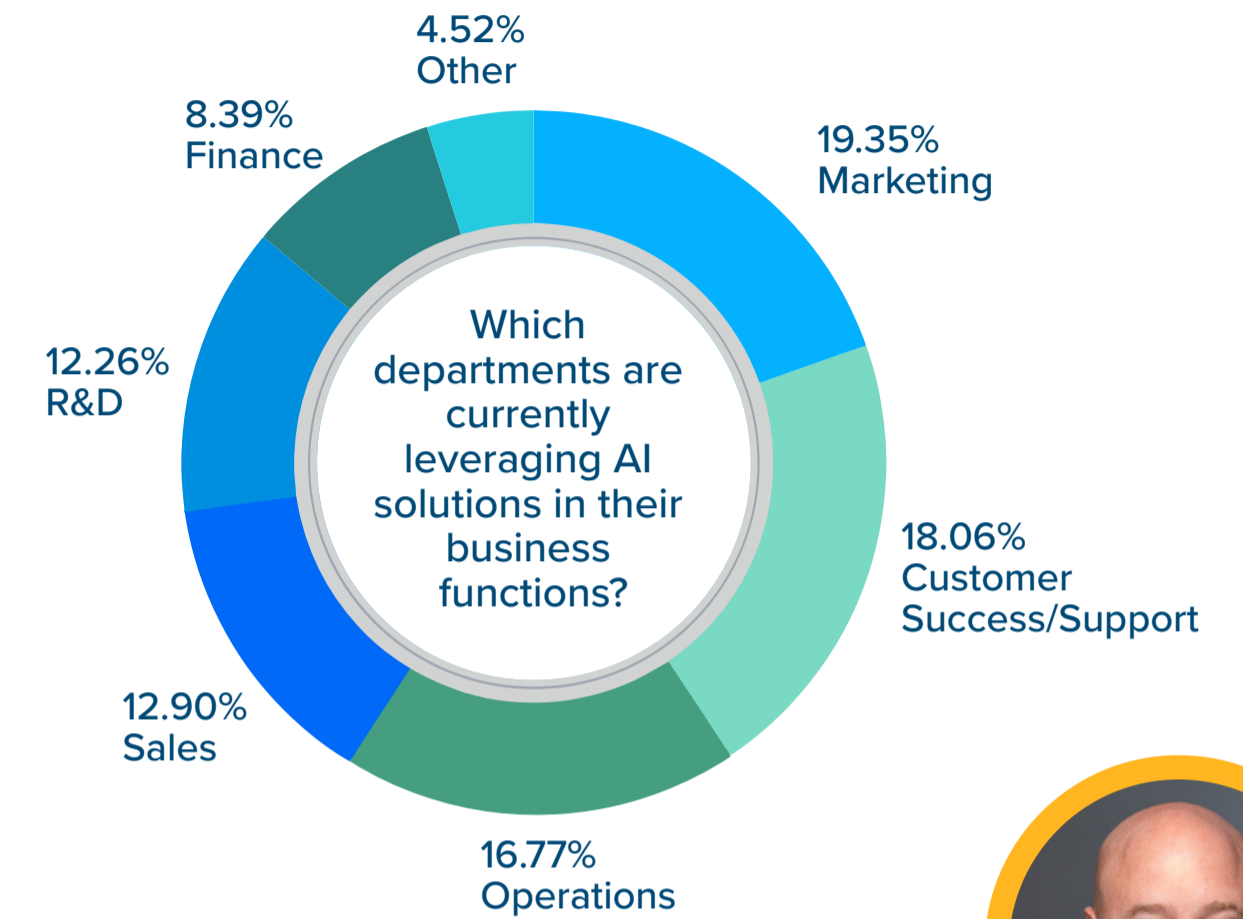 4.52%
Other
8.39%
Finance
19.35%
Marketing
Which
departments are
currently
leveraging AI
solutions in their
business
functions?
12.26%
R&D
18.06%
Customer
Success/Support
12.90%
Sales
16.77%
Operations